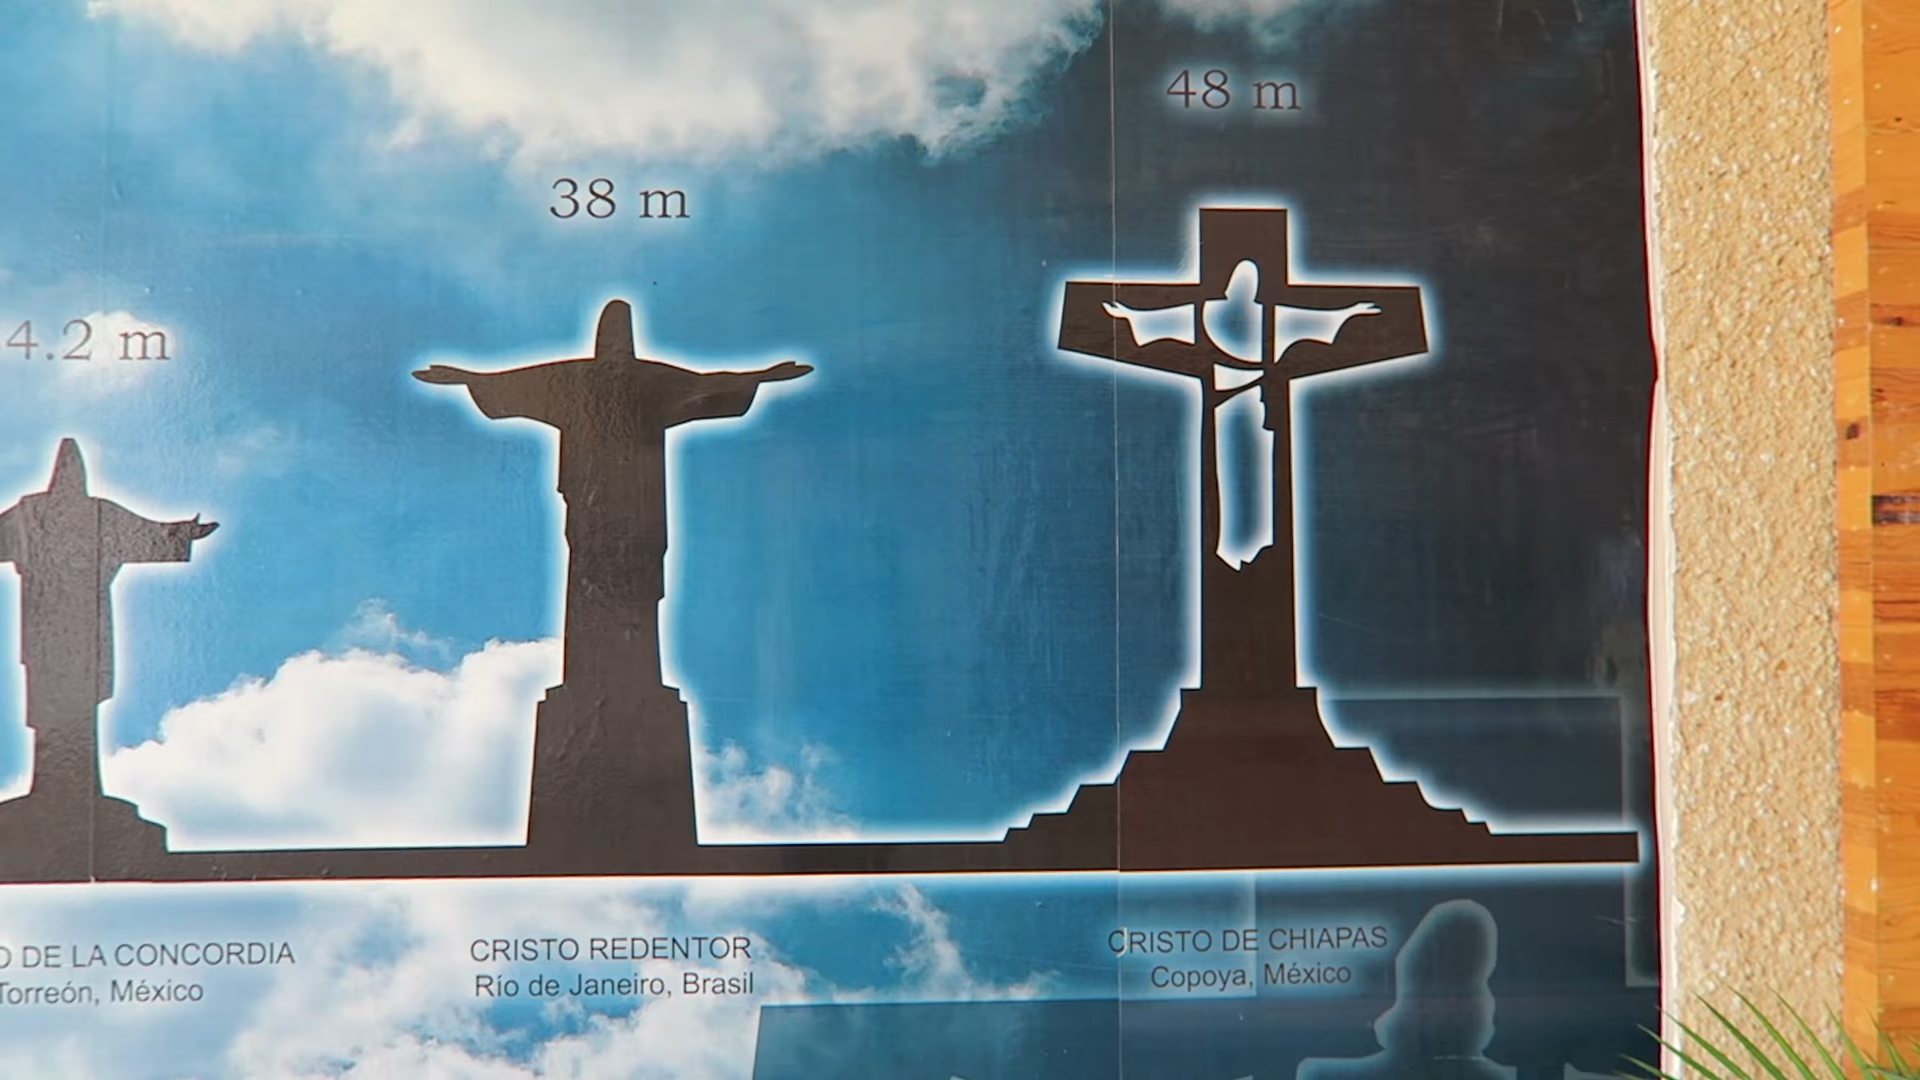 48 m
38 m
4.2 m
DE LA CONCORDIA
Torreón, México
CRISTO REDENTOR
Río de Janeiro, Brasil
CRISTO DE CHIAPAS
Copoya, México